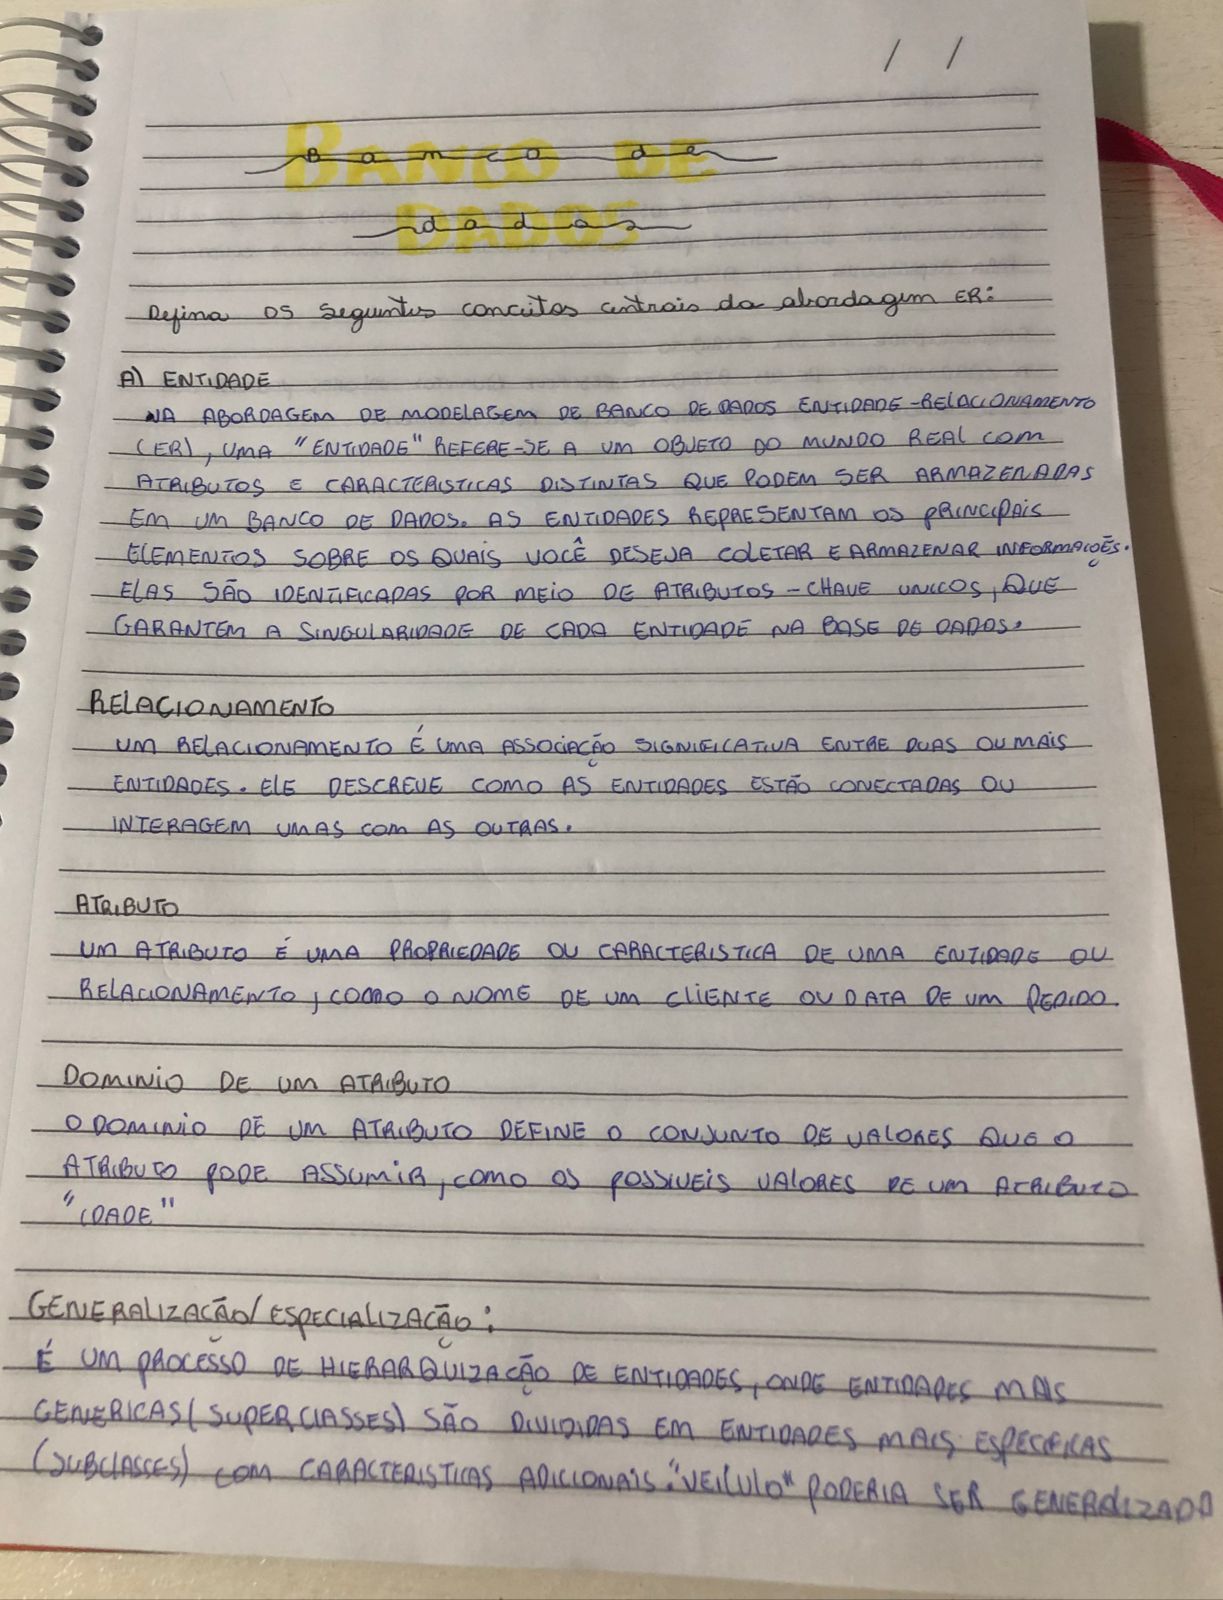 / /
Banco de
dados
Defina os seguintes conceitos centrais da abordagem ER:
A) ENTIDADE
NA ABORDAGEM DE MODELAGEM DE BANCO DE DADOS ENTIDADE-RELACIONAMENTO
(ER), UMA "ENTIDADE" REFERE-SE A UM OBJETO DO MUNDO REAL COM
ATRIBUTOS E CARACTERISTICAS DISTINTAS QUE PODEM SER ARMAZENADAS
EM UM BANCO DE DADOS. AS ENTIDADES REPRESENTAM OS PRINCIPAIS
ELEMENTOS SOBRE OS QUAIS VOCÊ DESEJA COLETAR E ARMAZENAR INFORMAÇÕES.
ELAS SÃO IDENTIFICADAS POR MEIO DE ATRIBUTOS-CHAVE UNICOS, QUE
GARANTEM A SINGULARIDADE DE CADA ENTIDADE NA BASE DE DADOS.
RELACIONAMENTO
UM RELACIONAMENTO É UMA ASSOCIAÇÃO SIGNIFICATIVA ENTRE DUAS OU MAIS
ENTIDADES. ELE DESCREVE COMO AS ENTIDADES ESTÃO CONECTADAS OU
INTERAGEM UMAS COM AS OUTRAS.
ATRIBUTO
UM ATRIBUTO É UMA PROPRIEDADE OU CARACTERISTICA DE UMA ENTIDADE OU
RELACIONAMENTO, COMO O NOME DE UM CLIENTE OU DATA DE UM PEDIDO.
DOMINIO DE UM ATRIBUTO
O DOMINIO DE UM ATRIBUTO DEFINE O CONJUNTO DE VALORES QUE O
ATRIBUTO PODE ASSUMIR, COMO OS POSSIVEIS VALORES DE UM ATRIBUTO
"IDADE"
GENERALIZAÇÃO/ESPECIALIZAÇÃO:
É UM PROCESSO DE HIERARQUIZAÇÃO DE ENTIDADES, ONDE ENTIDADES MAIS
GENERICAS (SUPERCLASSES) SÃO DIVIDIDAS EM ENTIDADES MAIS ESPECIFICAS
(SUBCLASSES) COM CARACTERISTICAS ADICIONAIS. "VEICULO" PODERIA SER GENERALIZADO